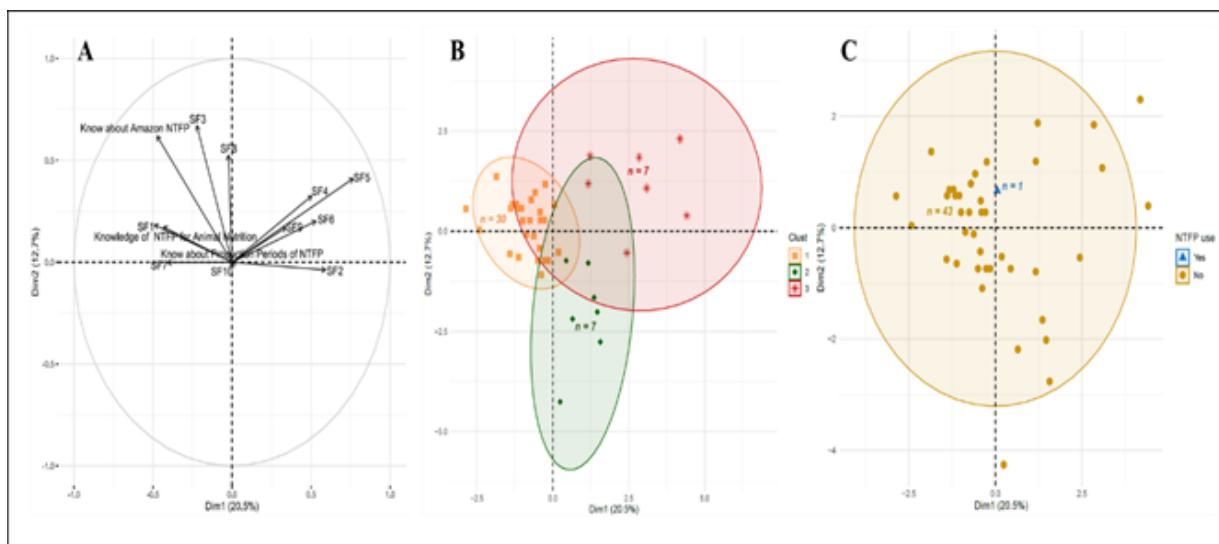 A
1.0
SF3
Know about Amazon NTFP
0.5
SF8
SF5
SF4
SF6
SF1
SF9
Knowledge of NTFP for Animal Nutrition
Know about Production Periods of NTFP
0.0
SF7
SF10
SF2
-0.5
-1.0
-1.0
-0.5
0.0
0.5
1.0
Dim1 (20.5%)
Dim2 (12.7%)
B
2.5
n = 7
n = 30
0.0
-2.5
n = 7
-5.0
-2.5
0.0
2.5
5.0
Dim1 (20.5%)
Dim2 (12.7%)
Clust
1
2
3
C
2
n = 1
n = 43
0
-2
-4
-2.5
0.0
2.5
Dim1 (20.5%)
Dim2 (12.7%)
NTFP use
Yes
No